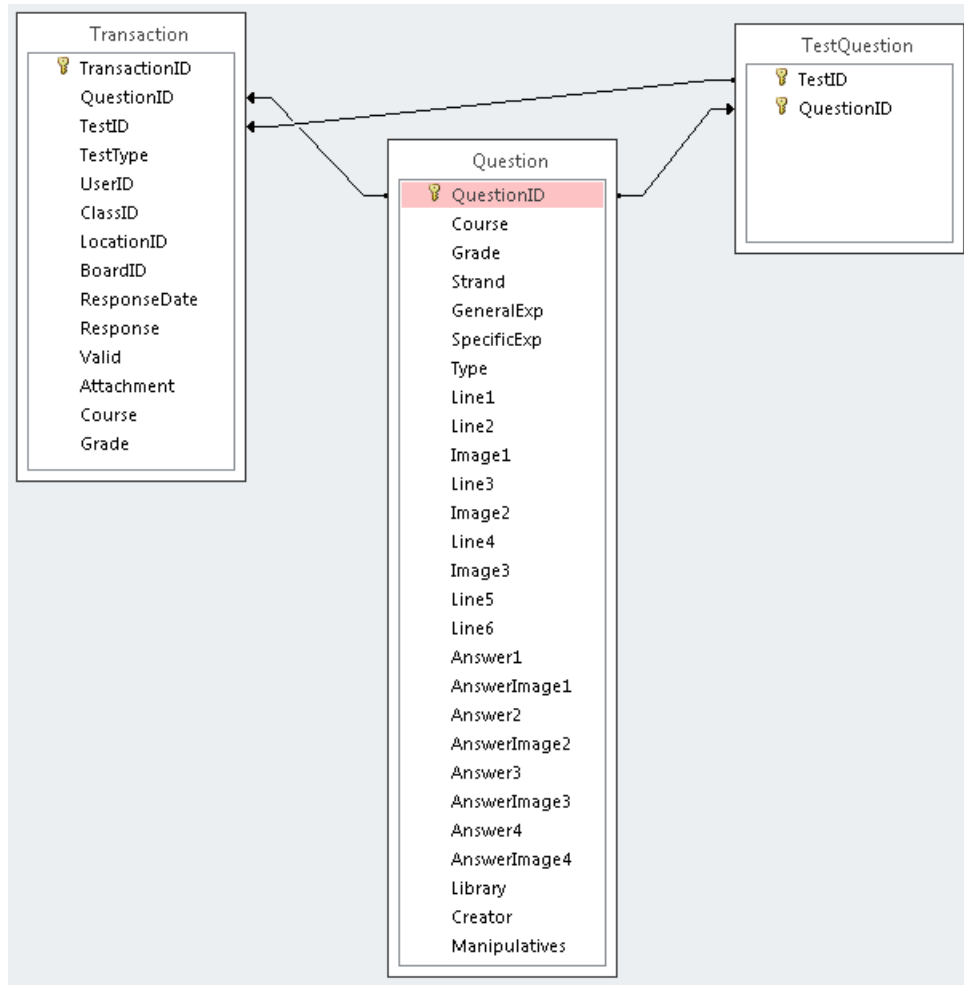 Transaction
TransactionID
QuestionID
TestID
TestType
UserID
ClassID
LocationID
BoardID
ResponseDate
Response
Valid
Attachment
Course
Grade
Question
QuestionID
Course
Grade
Strand
GeneralExp
SpecificExp
Type
Line1
Line2
Image1
Line3
Image2
Line4
Image3
Line5
Line6
Answer1
AnswerImage1
Answer2
AnswerImage2
Answer3
AnswerImage3
Answer4
AnswerImage4
Library
Creator
Manipulatives
TestQuestion
TestID
QuestionID